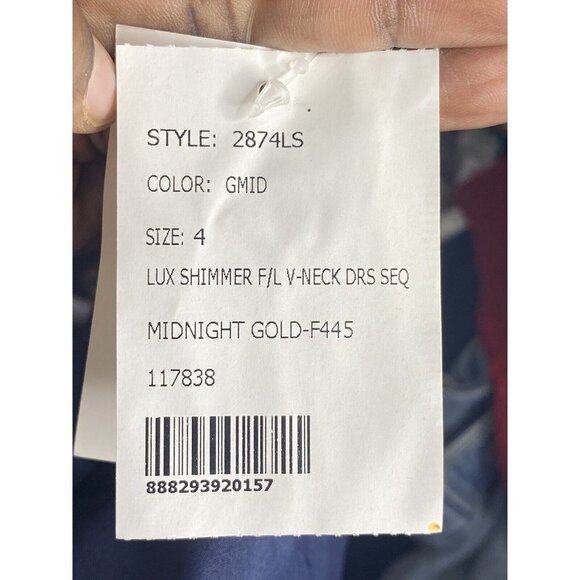 STYLE: 2874LS
COLOR: GMID
SIZE: 4
LUX SHIMMER F/L V-NECK DRS SEQ
MIDNIGHT GOLD-F445
117838
888293920157